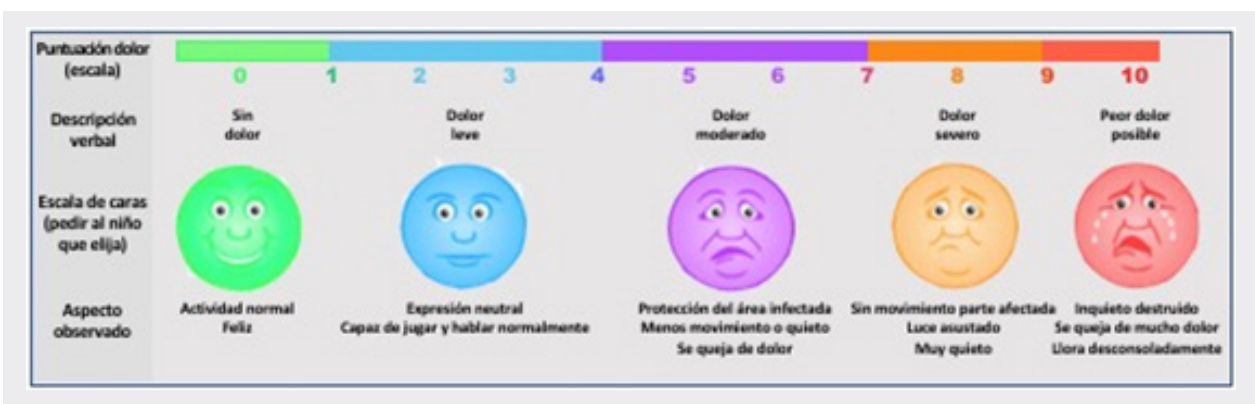 Puntuación dolor
(escala)
0 1 2 3 4 5 6 7 8 9 10
Descripción
verbal
Sin
dolor
Dolor
leve
Dolor
moderado
Dolor
severo
Peor dolor
posible
Escala de caras
(pedir al niño
que elija)
Aspecto
observado
Actividad normal
Feliz
Expresión neutral
Capaz de jugar y hablar normalmente
Protección del área infectada
Menos movimiento o quieto
Se queja de dolor
Sin movimiento parte afectada
Luce asustado
Muy quieto
Inquieto destruido
Se queja de mucho dolor
Llora desconsoladamente